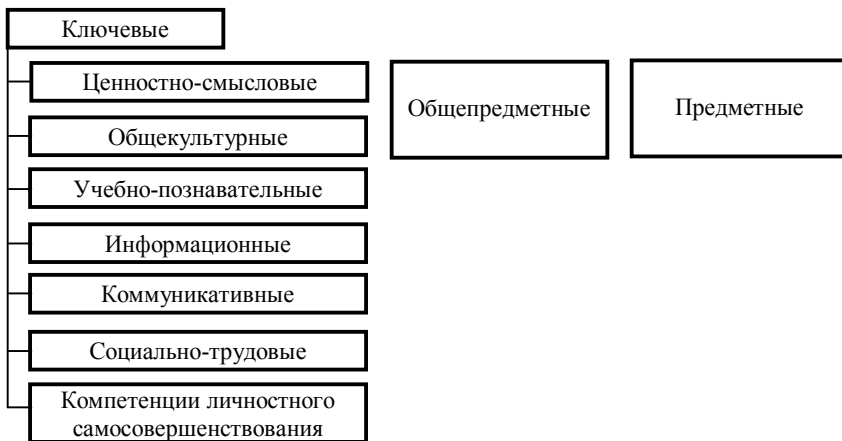 Ключевые
Ценностно-смысловые
Общекультурные
Учебно-познавательные
Информационные
Коммуникативные
Социально-трудовые
Компетенции личностного
самосовершенствования
Общепредметные
Предметные